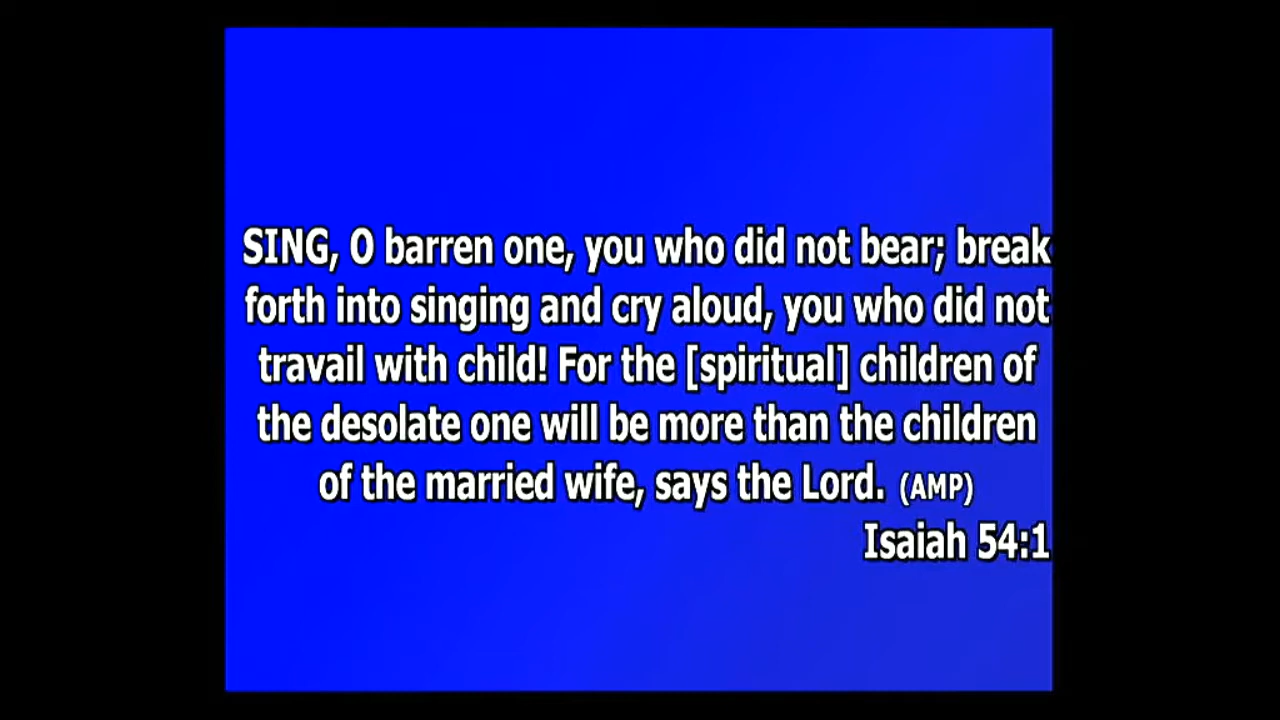 SING, O barren one, you who did not bear; break
forth into singing and cry aloud, you who did not
travail with child! For the [spiritual] children of
the desolate one will be more than the children
of the married wife, says the Lord. (AMP)
Isaiah 54:1